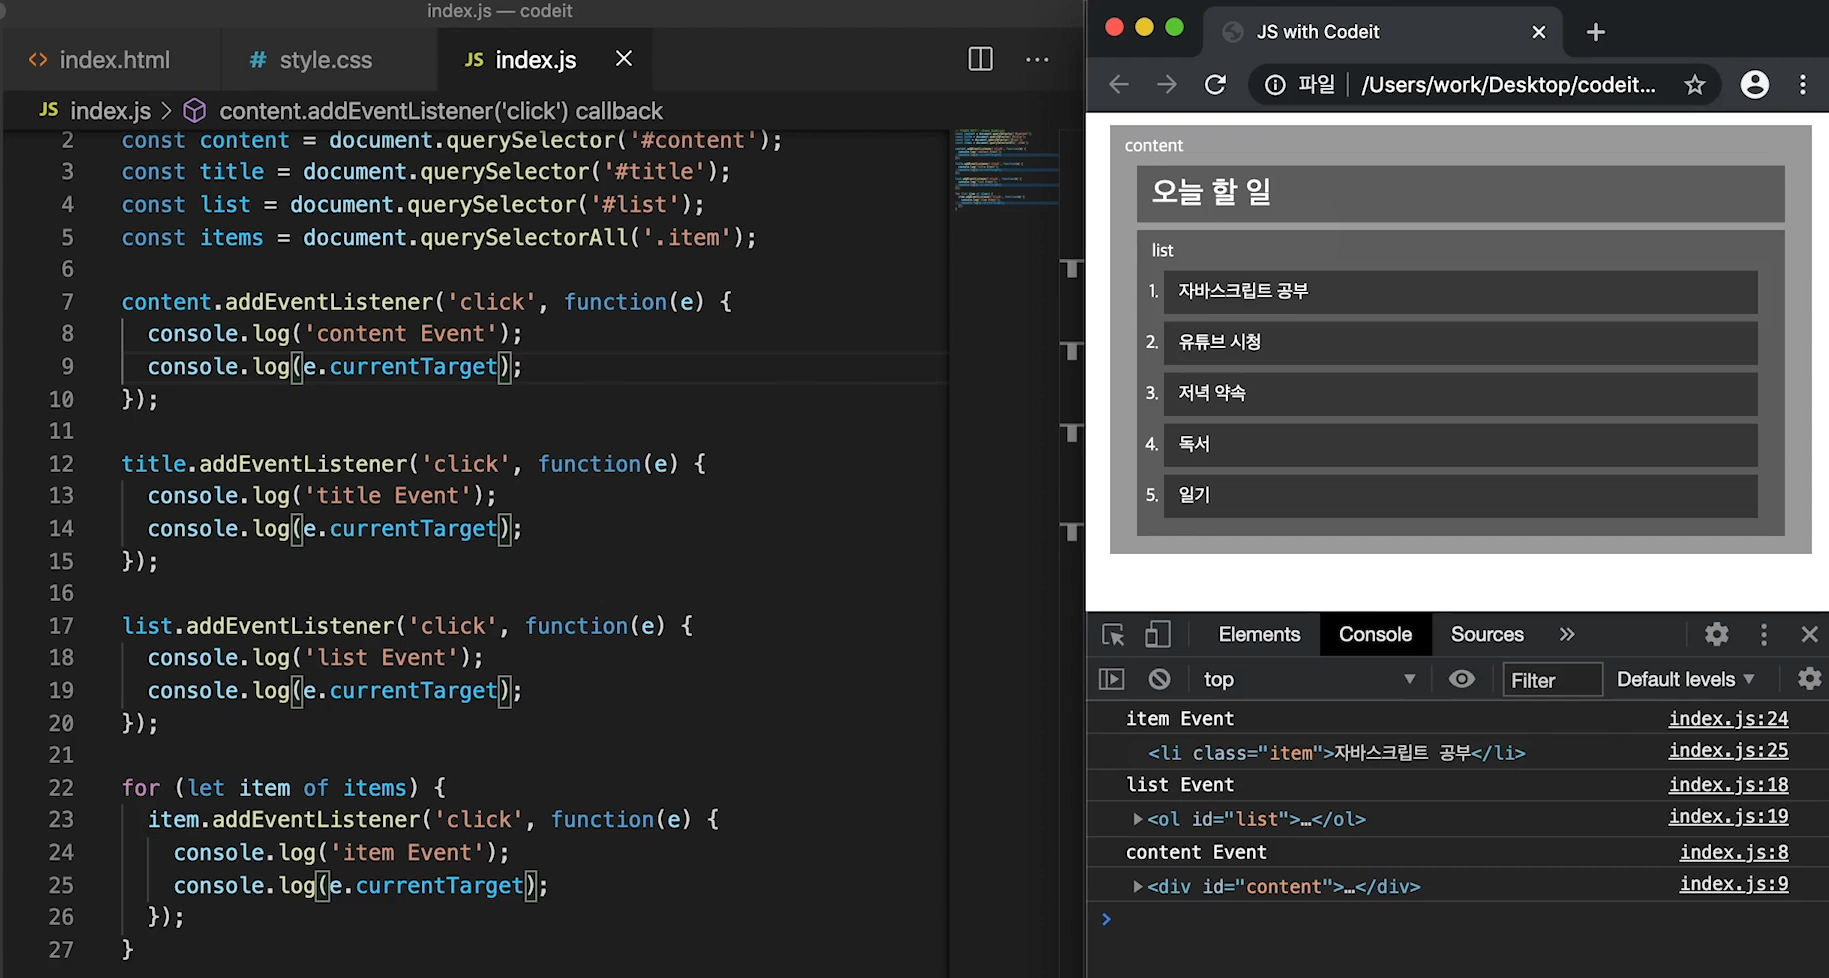 index.js — codeit
index.html
style.css
JS index.js
JS index.js > content.addEventListener('click') callback
2 const content = document.querySelector('#content');
3 const title = document.querySelector('#title');
4 const list = document.querySelector('#list');
5 const items = document.querySelectorAll('.item');
6
7 content.addEventListener('click', function(e) {
8 console.log('content Event');
9 console.log(e.currentTarget);
10 });
11
12 title.addEventListener('click', function(e) {
13 console.log('title Event');
14 console.log(e.currentTarget);
15 });
16
17 list.addEventListener('click', function(e) {
18 console.log('list Event');
19 console.log(e.currentTarget);
20 });
21
22 for (let item of items) {
23 item.addEventListener('click', function(e) {
24 console.log('item Event');
25 console.log(e.currentTarget);
26 });
27 }
JS with Codeit
파일 /Users/work/Desktop/codeit...
content
오늘 할 일
list
1. 자바스크립트 공부
2. 유튜브 시청
3. 저녁 약속
4. 독서
5. 일기
Elements Console Sources »
top Filter Default levels
item Event index.js:24
<li class="item">자바스크립트 공부</li> index.js:25
list Event index.js:18
<ol id="list">…</ol> index.js:19
content Event index.js:8
<div id="content">…</div> index.js:9